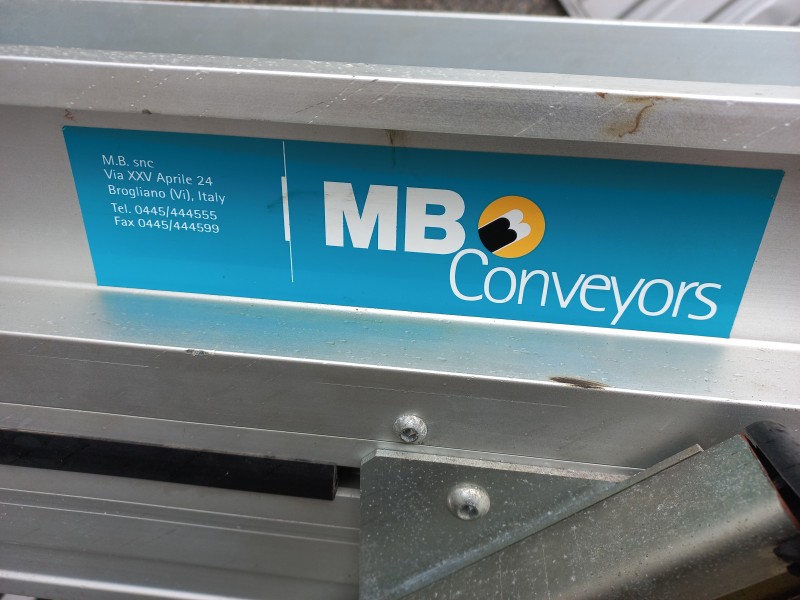 M.B. snc
Via XXV Aprile 24
Brogliano (Vi), Italy
Tel. 0445/444555
Fax 0445/444599
MB
Conveyors